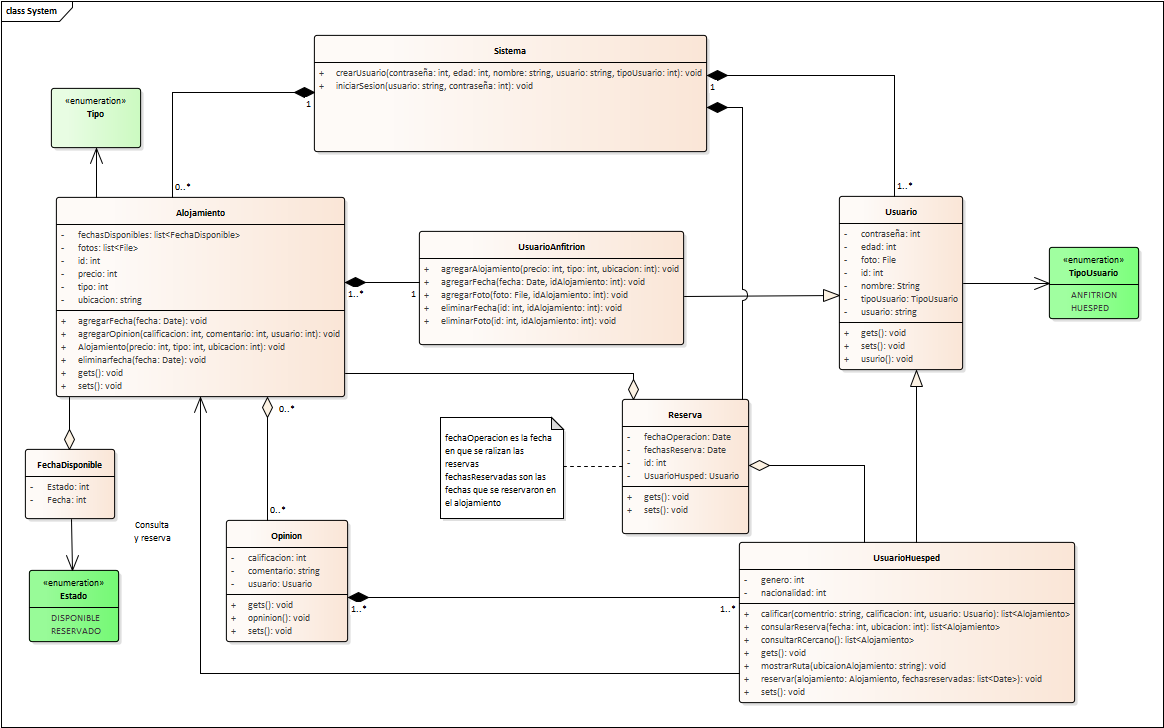 class System
Sistema
+ crearUsuario(contraseña: int, edad: int, nombre: string, usuario: string, tipoUsuario: int): void
+ iniciarSesion(usuario: string, contraseña: int): void
1
1
0..*
1..*
«enumeration»
Tipo
Alojamiento
- fechasDisponibles: list<FechaDisponible>
- fotos: list<File>
- id: int
- precio: int
- tipo: int
- ubicacion: string
+ agregarFecha(fecha: Date): void
+ agregarOpinion(calificacion: int, comentario: int, usuario: int): void
+ Alojamiento(precio: int, tipo: int, ubicacion: int): void
+ eliminarfecha(fecha: Date): void
+ gets(): void
+ sets(): void
1..*
1
UsuarioAnfitrion
+ agregarAlojamiento(precio: int, tipo: int, ubicacion: int): void
+ agregarFecha(fecha: Date, idAlojamiento: int): void
+ agregarFoto(foto: File, idAlojamiento: int): void
+ eliminarFecha(id: int, idAlojamiento: int): void
+ eliminarFoto(id: int, idAlojamiento: int): void
Usuario
- contraseña: int
- edad: int
- foto: File
- id: int
- nombre: String
- tipoUsuario: TipoUsuario
- usuario: string
+ gets(): void
+ sets(): void
+ usurio(): void
«enumeration»
TipoUsuario
ANFITRION
HUESPED
0..*
fechaOperacion es la fecha
en que se ralizan las
reservas
fechasReservadas son las
fechas que se reservaron en
el alojamiento
Reserva
- fechaOperacion: Date
- fechasReserva: Date
- id: int
- UsuarioHusped: Usuario
+ gets(): void
+ sets(): void
FechaDisponible
- Estado: int
- Fecha: int
Consulta
y reserva
0..*
«enumeration»
Estado
DISPONIBLE
RESERVADO
Opinion
- calificacion: int
- comentario: string
- usuario: Usuario
+ gets(): void
+ opninion(): void
+ sets(): void
1..*
1..*
UsuarioHuesped
- genero: int
- nacionalidad: int
+ calificar(comentrio: string, calificacion: int, usuario: Usuario): list<Alojamiento>
+ consularReserva(fecha: int, ubicacion: int): list<Alojamiento>
+ consultarRCercano(): list<Alojamiento>
+ gets(): void
+ mostrarRuta(ubicaionAlojamiento: string): void
+ reservar(alojamiento: Alojamiento, fechasreservadas: list<Date>): void
+ sets(): void